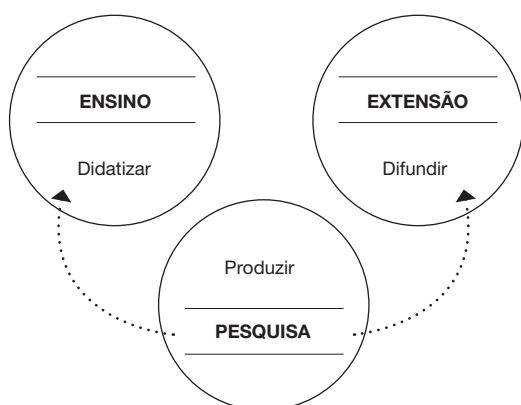 ENSINO
Didatizar
EXTENSÃO
Difundir
Produzir
PESQUISA